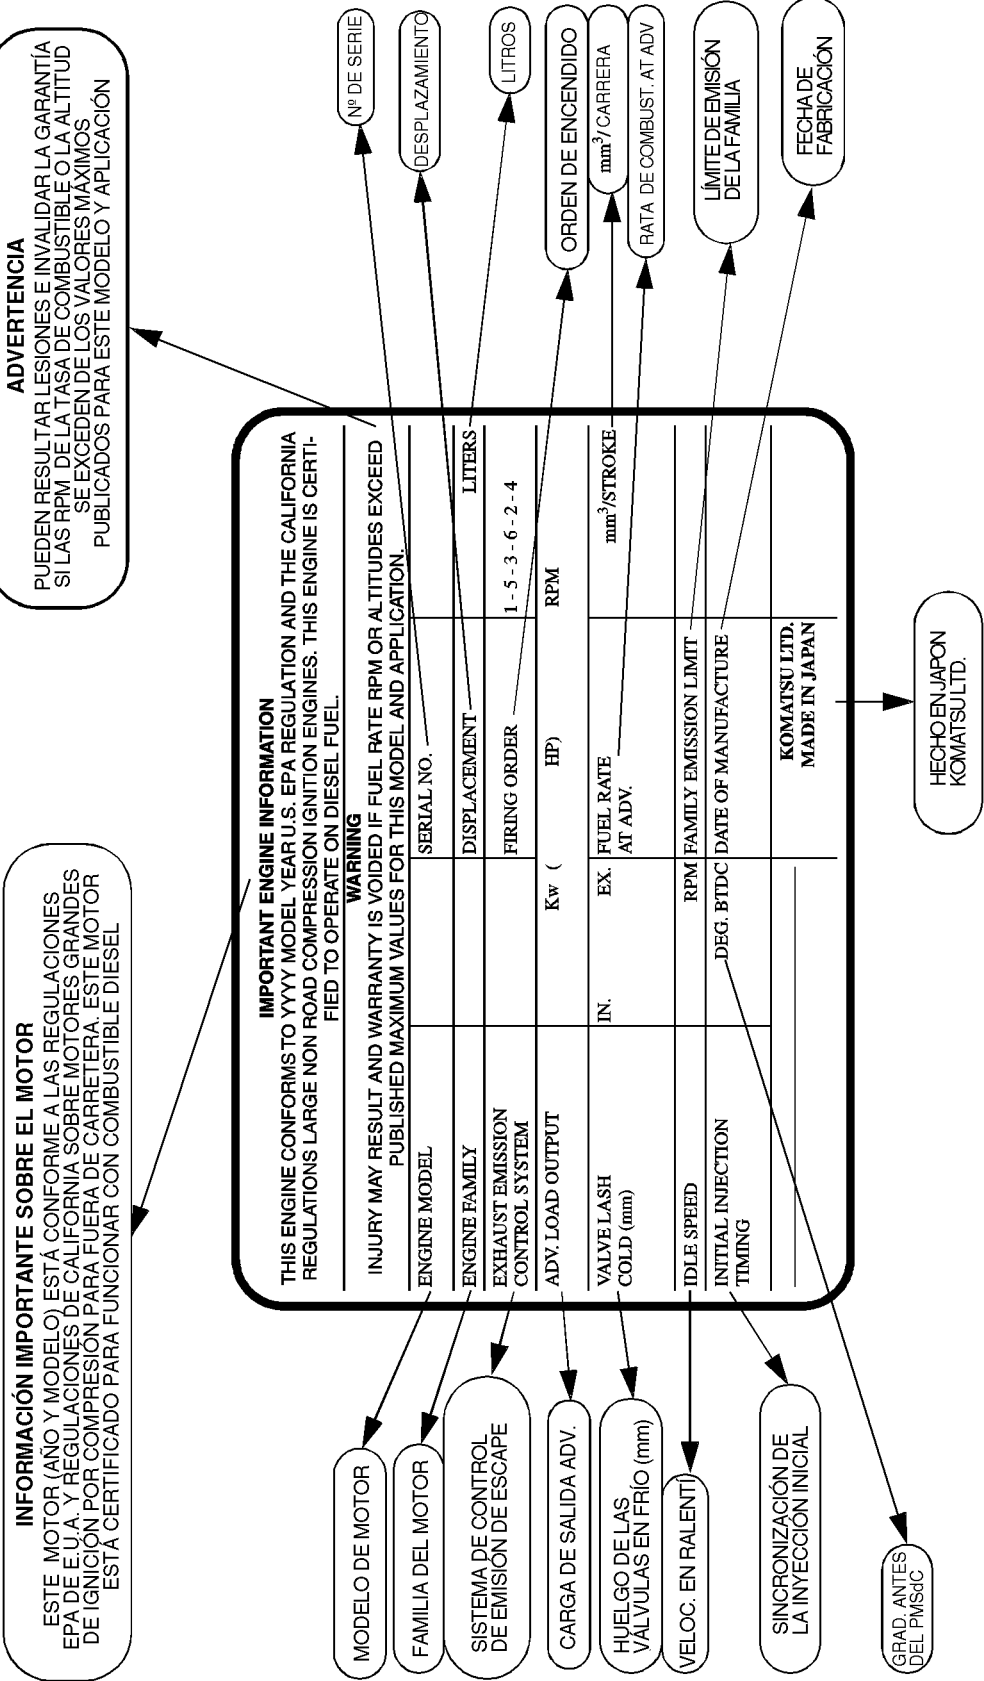 INFORMACIÓN IMPORTANTE SOBRE EL MOTOR
ESTE MOTOR (AÑO Y MODELO) ESTÁ CONFORME A LAS REGULACIONES
EPA DE E.U.A. Y REGULACIONES DE CALIFORNIA SOBRE MOTORES GRANDES
DE IGNICIÓN POR COMPRESIÓN PARA FUERA DE CARRETERA. ESTE MOTOR
ESTÁ CERTIFICADO PARA FUNCIONAR CON COMBUSTIBLE DIESEL
ADVERTENCIA
PUEDEN RESULTAR LESIONES E INVALIDAR LA GARANTÍA
SI LAS RPM DE LA TASA DE COMBUSTIBLE O LA ALTITUD
SE EXCEDEN DE LOS VALORES MÁXIMOS
PUBLICADOS PARA ESTE MODELO Y APLICACIÓN
IMPORTANT ENGINE INFORMATION
THIS ENGINE CONFORMS TO YYYY MODEL YEAR U.S. EPA REGULATION AND THE CALIFORNIA
REGULATIONS LARGE NON ROAD COMPRESSION IGNITION ENGINES. THIS ENGINE IS CERTI-
FIED TO OPERATE ON DIESEL FUEL.
WARNING
INJURY MAY RESULT AND WARRANTY IS VOIDED IF FUEL RATE RPM OR ALTITUDES EXCEED
PUBLISHED MAXIMUM VALUES FOR THIS MODEL AND APPLICATION.
ENGINE MODEL
SERIAL NO.
ENGINE FAMILY
DISPLACEMENT
LITERS
EXHAUST EMISSION
CONTROL SYSTEM
FIRING ORDER
1 - 5 - 3 - 6 - 2 - 4
ADV. LOAD OUTPUT
Kw (
HP)
RPM
VALVE LASH
COLD (mm)
IN.
EX.
FUEL RATE
AT ADV.
mm³/STROKE
IDLE SPEED
RPM
FAMILY EMISSION LIMIT
INITIAL INJECTION
TIMING
DEG. BTDC
DATE OF MANUFACTURE
KOMATSU LTD.
MADE IN JAPAN
MODELO DE MOTOR
FAMILIA DEL MOTOR
SISTEMA DE CONTROL
DE EMISIÓN DE ESCAPE
CARGA DE SALIDA ADV.
HUELGO DE LAS
VÁLVULAS EN FRÍO (mm)
VELOC. EN RALENTÍ
SINCRONIZACIÓN DE
LA INYECCIÓN INICIAL
GRAD. ANTES
DEL PMSdC
Nº DE SERIE
DESPLAZAMIENTO
LITROS
ORDEN DE ENCENDIDO
mm³/ CARRERA
RATA DE COMBUST. AT ADV
LÍMITE DE EMISIÓN
DE LA FAMILIA
FECHA DE
FABRICACIÓN
HECHO EN JAPON
KOMATSU LTD.